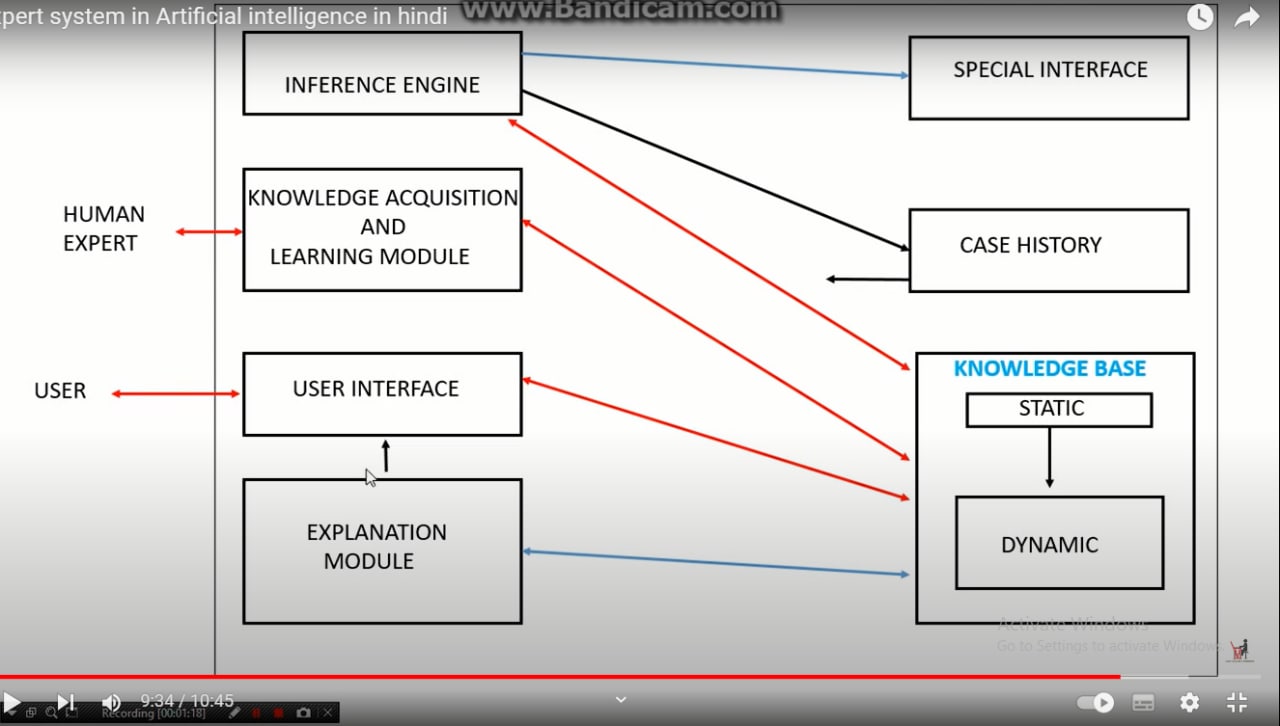 pert system in Artificial intelligence in hindi
www.Bandicam.com
INFERENCE ENGINE
SPECIAL INTERFACE
KNOWLEDGE ACQUISITION
AND
LEARNING MODULE
HUMAN
EXPERT
CASE HISTORY
KNOWLEDGE BASE
STATIC
USER
USER INTERFACE
EXPLANATION
MODULE
DYNAMIC
Activate Windows
Go to Settings to activate Windows
9:34 / 10:45
Recording [00:01:18]